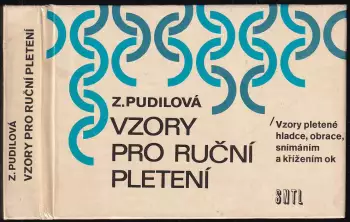 Z. PUDILOVÁ
VZORY PRO RUČNÍ PLETENÍ
Z.PUDILOVÁ
VZORY
PRO RUČNÍ
PLETENÍ
/Vzory pletené
hladce, obrace,
snímáním
a křížením ok
SNTL